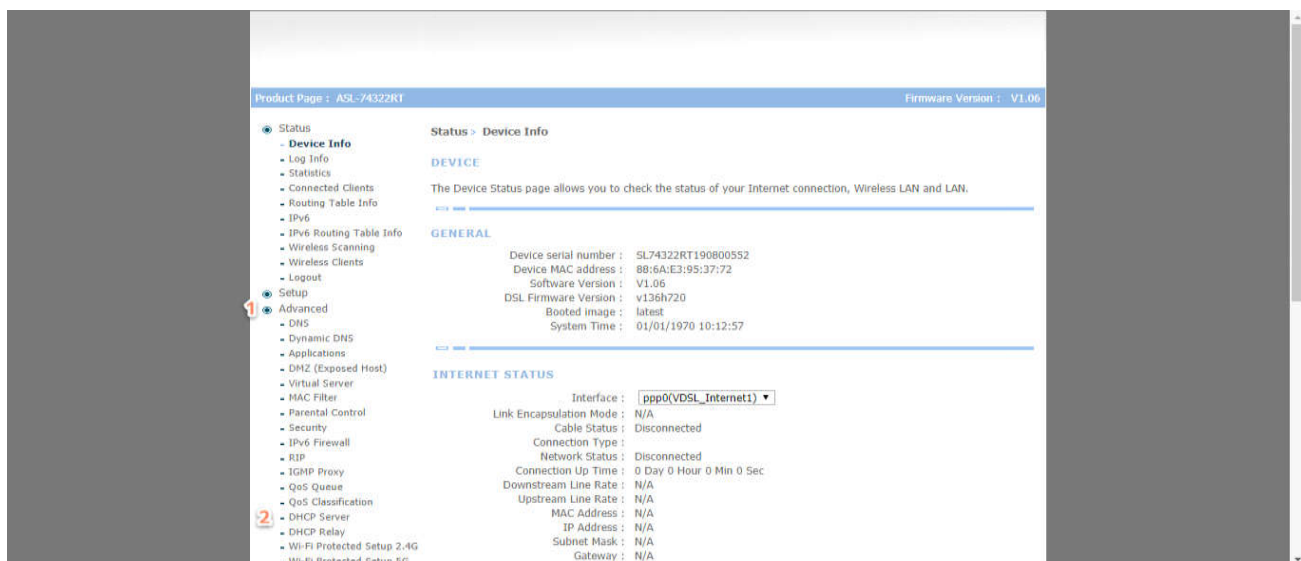 Product Page : ASL-74322RT
Firmware Version : V1.06
Status
Device Info
Log Info
Statistics
Connected Clients
Routing Table Info
IPv6
IPv6 Routing Table Info
Wireless Scanning
Wireless Clients
Logout
Setup
1 Advanced
DNS
Dynamic DNS
Applications
DMZ (Exposed Host)
Virtual Server
MAC Filter
Parental Control
Security
IPv6 Firewall
RIP
IGMP Proxy
QoS Queue
QoS Classification
2 DHCP Server
DHCP Relay
Wi-Fi Protected Setup 2.4G
Wi-Fi Protected Setup 5G
Status > Device Info
DEVICE
The Device Status page allows you to check the status of your Internet connection, Wireless LAN and LAN.
GENERAL
Device serial number : SL74322RT190800552
Device MAC address : 88:6A:E3:95:37:72
Software Version : V1.06
DSL Firmware Version : v136h720
Booted image : latest
System Time : 01/01/1970 10:12:57
INTERNET STATUS
Interface : ppp0(VDSL_Internet1)
Link Encapsulation Mode : N/A
Cable Status : Disconnected
Connection Type :
Network Status : Disconnected
Connection Up Time : 0 Day 0 Hour 0 Min 0 Sec
Downstream Line Rate : N/A
Upstream Line Rate : N/A
MAC Address : N/A
IP Address : N/A
Subnet Mask : N/A
Gateway : N/A